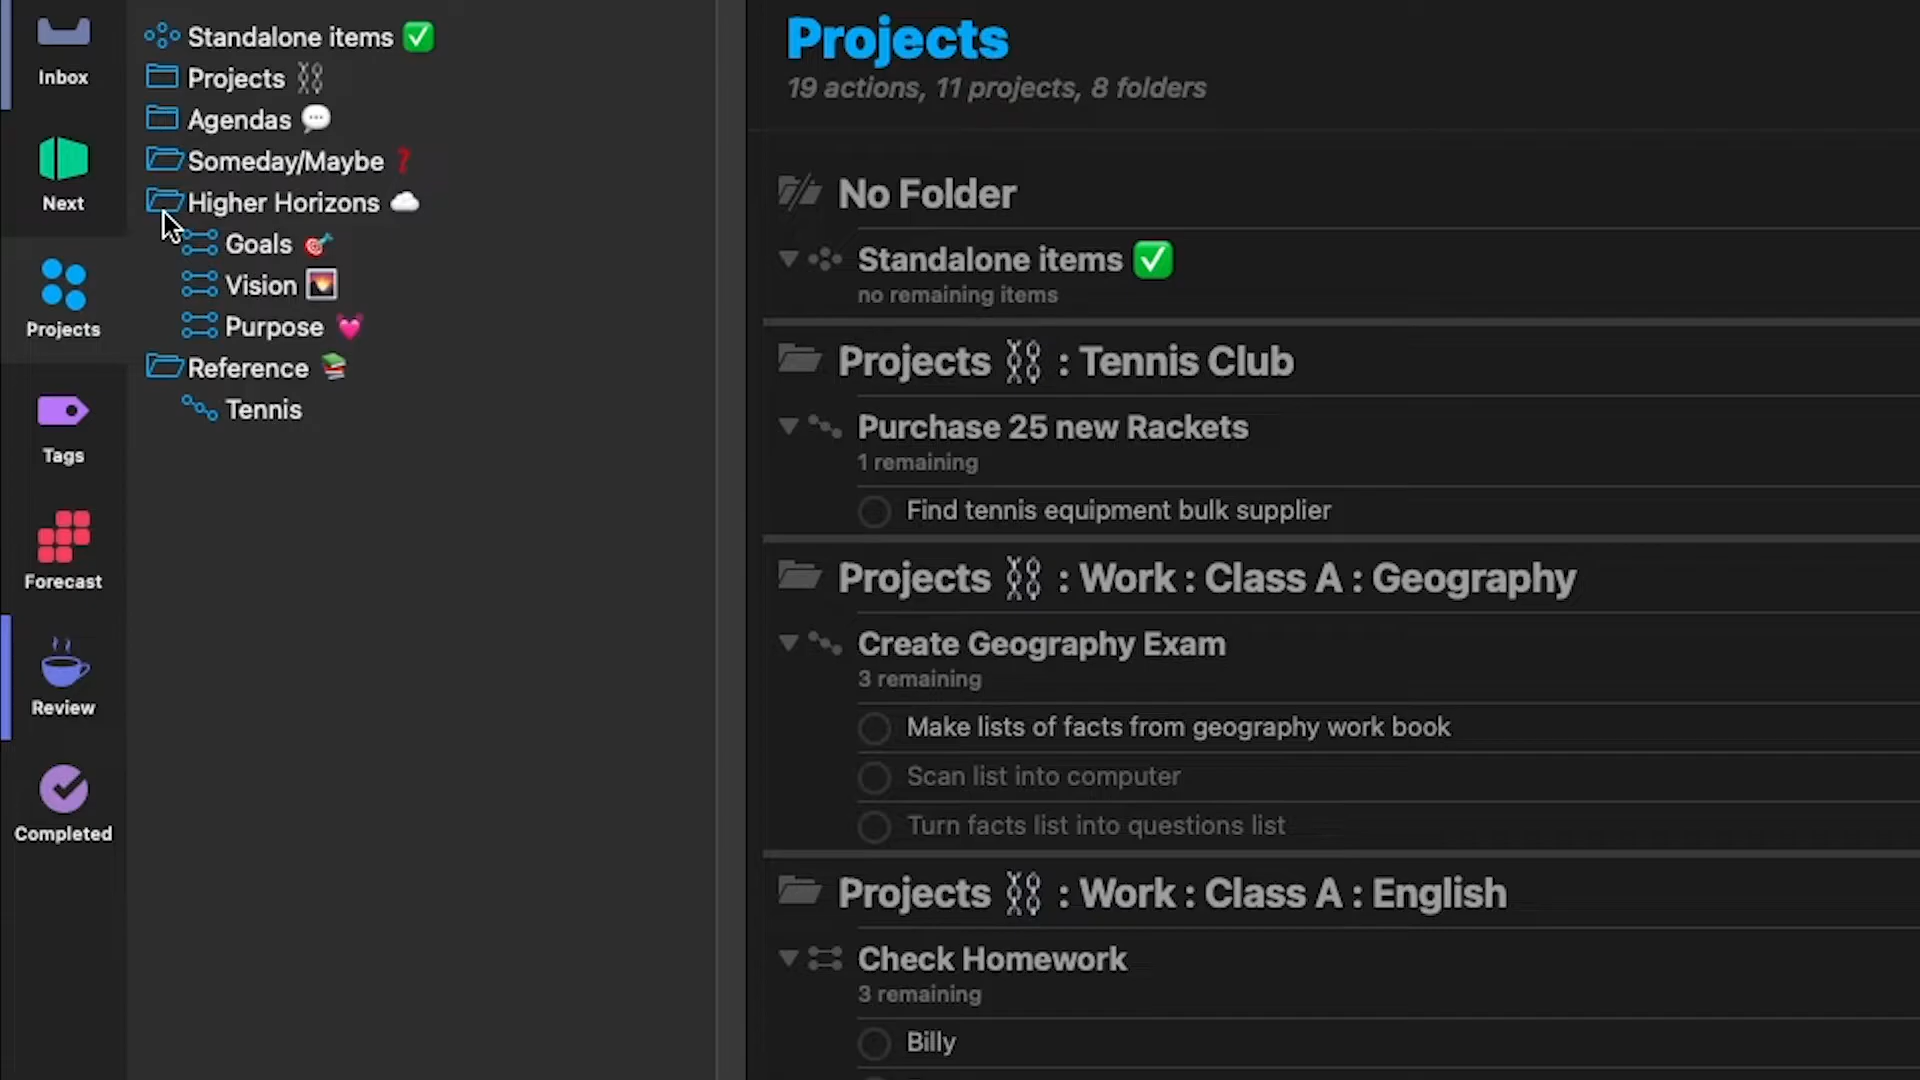 Inbox
Next
Projects
Tags
Forecast
Review
Completed
Standalone items
Projects
Agendas
Someday/Maybe
Higher Horizons
Goals
Vision
Purpose
Reference
Tennis
Projects
19 actions, 11 projects, 8 folders
No Folder
Standalone items
no remaining items
Projects : Tennis Club
Purchase 25 new Rackets
1 remaining
Find tennis equipment bulk supplier
Projects : Work : Class A : Geography
Create Geography Exam
3 remaining
Make lists of facts from geography work book
Scan list into computer
Turn facts list into questions list
Projects : Work : Class A : English
Check Homework
3 remaining
Billy